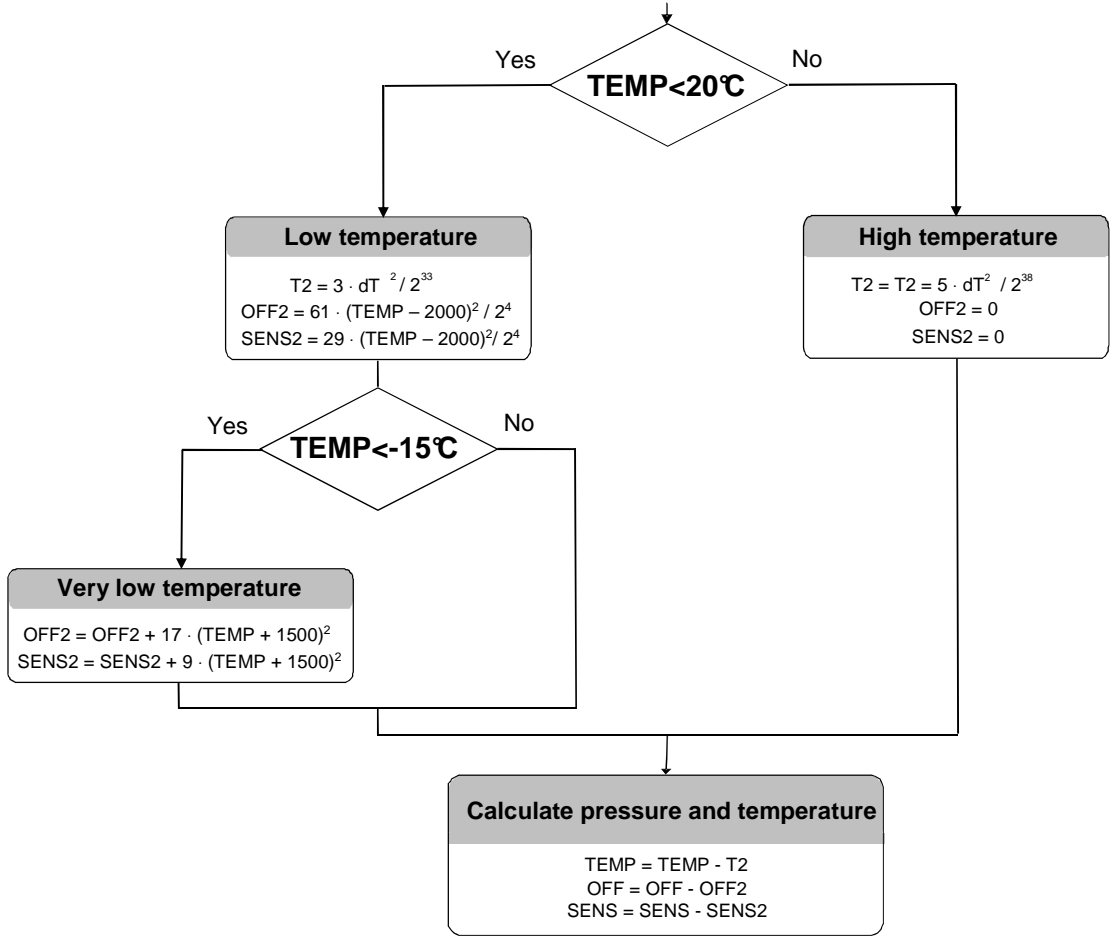 Yes
No
TEMP<20°C
Low temperature
T2 = 3 · dT ² / 2³³
OFF2 = 61 · (TEMP – 2000)² / 2⁴
SENS2 = 29 · (TEMP – 2000)²/ 2⁴
High temperature
T2 = T2 = 5 · dT² / 2³⁸
OFF2 = 0
SENS2 = 0
Yes
No
TEMP<-15°C
Very low temperature
OFF2 = OFF2 + 17 · (TEMP + 1500)²
SENS2 = SENS2 + 9 · (TEMP + 1500)²
Calculate pressure and temperature
TEMP = TEMP - T2
OFF = OFF - OFF2
SENS = SENS - SENS2